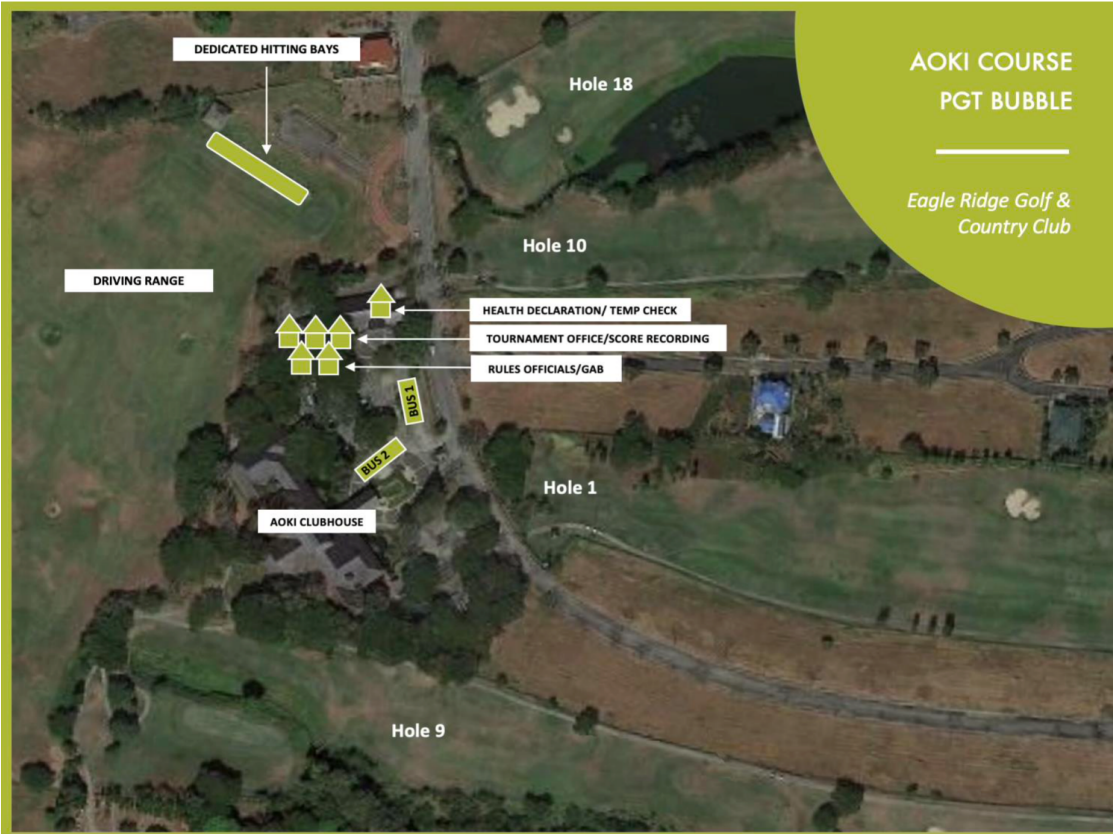 AOKI COURSE
PGT BUBBLE
Eagle Ridge Golf &
Country Club
DEDICATED HITTING BAYS
Hole 18
Hole 10
DRIVING RANGE
HEALTH DECLARATION/ TEMP CHECK
TOURNAMENT OFFICE/SCORE RECORDING
RULES OFFICIALS/GAB
BUS 1
BUS 2
Hole 1
AOKI CLUBHOUSE
Hole 9